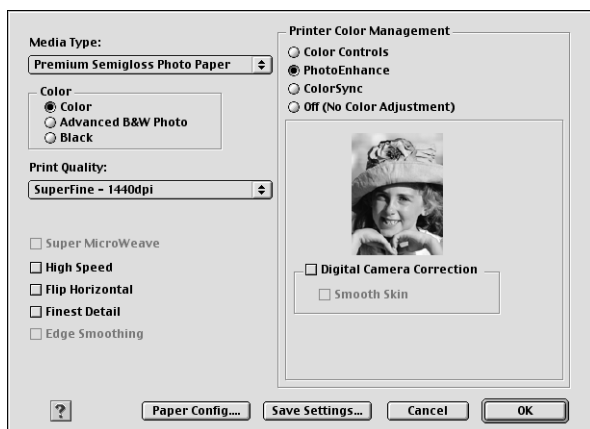 Media Type:
Premium Semigloss Photo Paper
Color
Color
Advanced B&W Photo
Black
Print Quality:
SuperFine - 1440dpi
Super MicroWeave
High Speed
Flip Horizontal
Finest Detail
Edge Smoothing
Printer Color Management
Color Controls
PhotoEnhance
ColorSync
Off (No Color Adjustment)
Digital Camera Correction
Smooth Skin
?
Paper Config....
Save Settings...
Cancel
OK